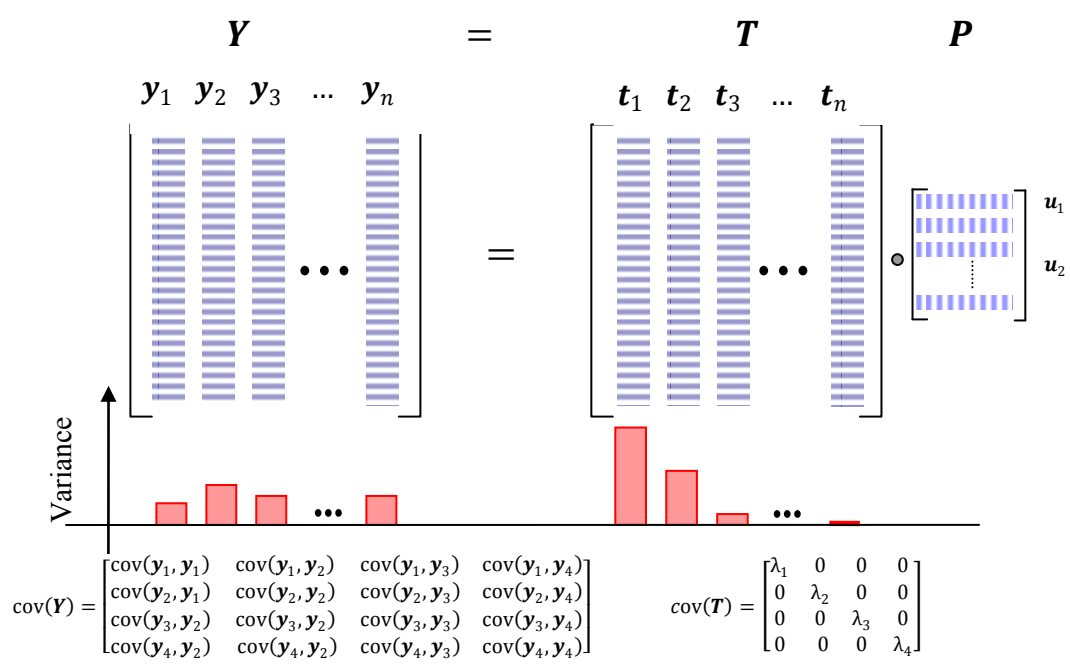 Y = T P
y₁ y₂ y₃ ... yₙ t₁ t₂ t₃ ... tₙ
u₁
= u₂
Variance
cov(Y) = [cov(y₁, y₁) cov(y₁, y₂) cov(y₁, y₃) cov(y₁, y₄)
cov(y₂, y₁) cov(y₂, y₂) cov(y₂, y₃) cov(y₂, y₄)
cov(y₃, y₂) cov(y₃, y₂) cov(y₃, y₃) cov(y₃, y₄)
cov(y₄, y₂) cov(y₄, y₂) cov(y₄, y₃) cov(y₄, y₄)]
cov(T) = [λ₁ 0 0 0
0 λ₂ 0 0
0 0 λ₃ 0
0 0 0 λ₄]